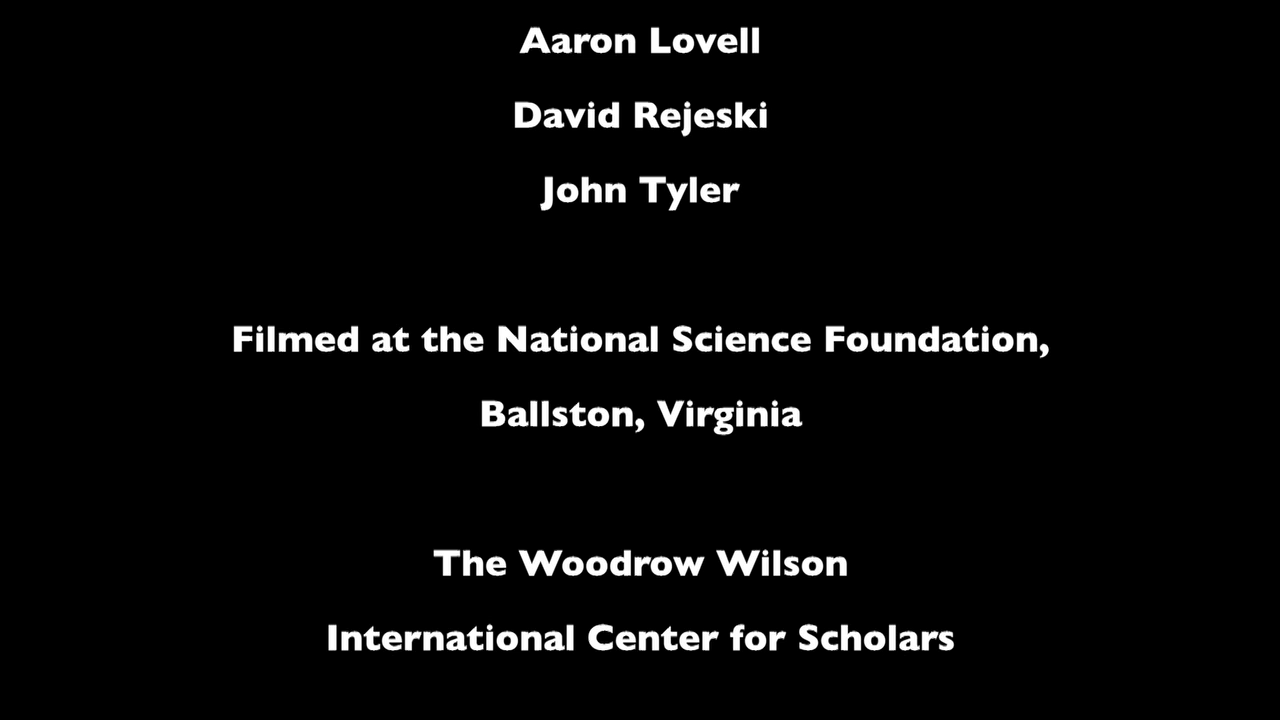 Aaron Lovell
David Rejeski
John Tyler
Filmed at the National Science Foundation,
Ballston, Virginia
The Woodrow Wilson
International Center for Scholars